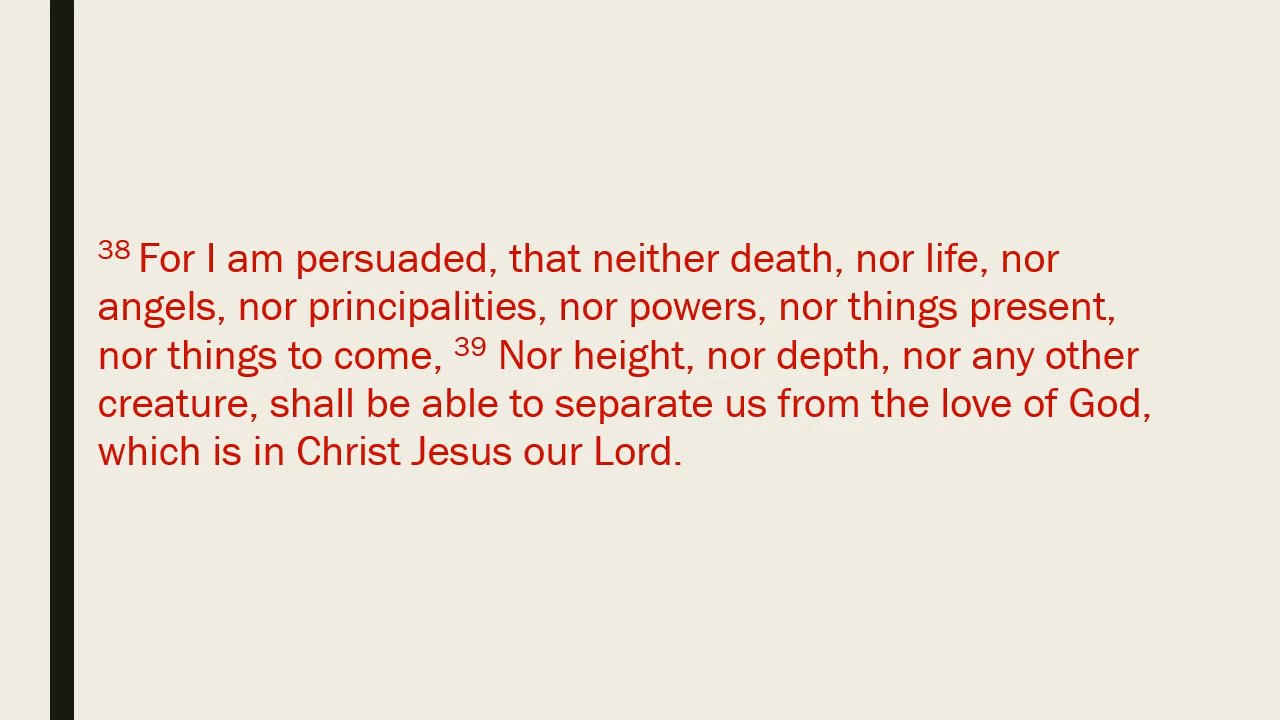 38 For I am persuaded, that neither death, nor life, nor
angels, nor principalities, nor powers, nor things present,
nor things to come, 39 Nor height, nor depth, nor any other
creature, shall be able to separate us from the love of God,
which is in Christ Jesus our Lord.